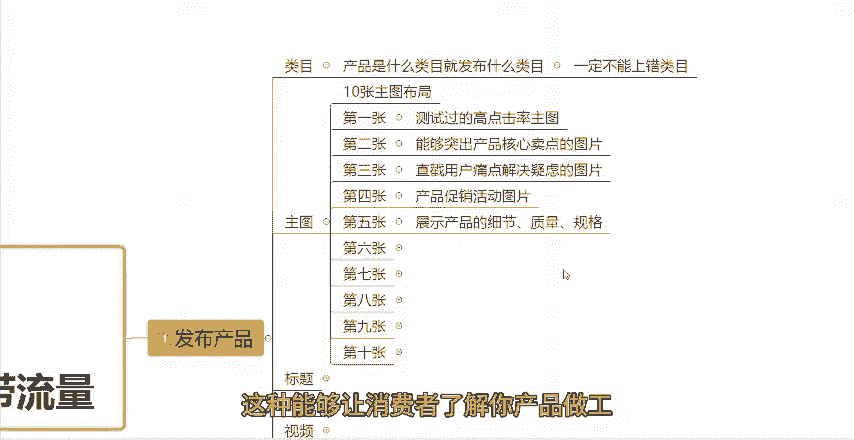 类目 产品是什么类目就发布什么类目 一定不能上错类目
10张主图布局
第一张 测试过的高点击率主图
第二张 能够突出产品核心卖点的图片
第三张 直戳用户痛点解决疑虑的图片
第四张 产品促销活动图片
主图 第五张 展示产品的细节、质量、规格
第六张
第七张
第八张
第九张
1.发布产品
第十张
标题
带流量
这种能够让消费者了解你产品做工
视频